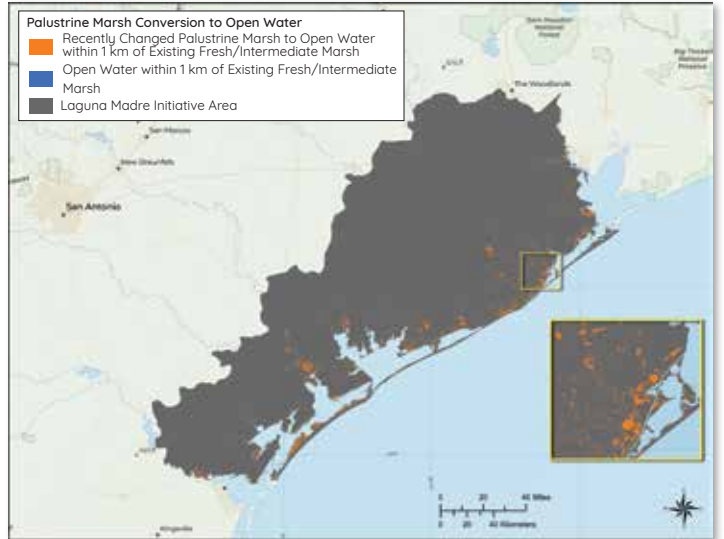 Palustrine Marsh Conversion to Open Water
Recently Changed Palustrine Marsh to Open Water
within 1 km of Existing Fresh/Intermediate Marsh
Open Water within 1 km of Existing Fresh/Intermediate
Marsh
Laguna Madre Initiative Area
Sam Houston
National
Forest
Big Thicket
National
Preserve
The Woodlands
San Marcos
New Braunfels
San Antonio
Kingsville
0 20 40 Miles
0 20 40 Kilometers